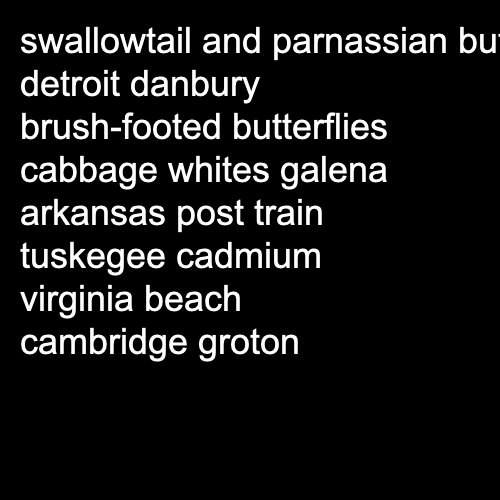 swallowtail and parnassian
detroit danbury
brush-footed butterflies
cabbage whites galena
arkansas post train
tuskegee cadmium
virginia beach
cambridge groton